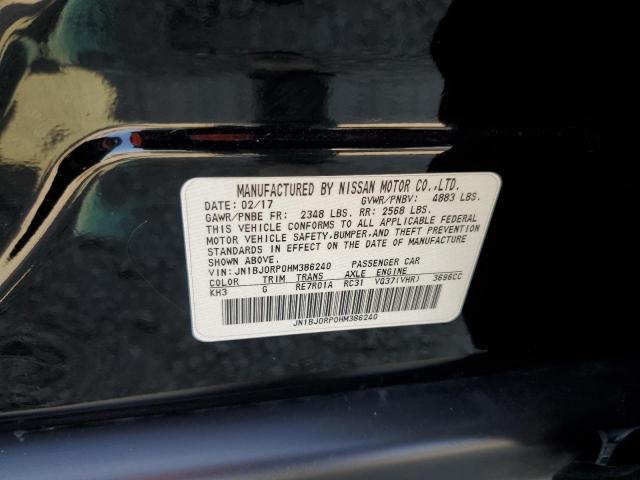 MANUFACTURED BY NISSAN MOTOR CO.,LTD.
DATE: 02/17 GVWR/PNBV: 4883 LBS.
GAWR/PNBE FR: 2348 LBS. RR: 2568 LBS.
THIS VEHICLE CONFORMS TO ALL APPLICABLE FEDERAL
MOTOR VEHICLE SAFETY, BUMPER, AND THEFT PREVENTION
STANDARDS IN EFFECT ON THE DATE OF MANUFACTURE
SHOWN ABOVE.
VIN: JN1BJ0RP0HM386240 PASSENGER CAR
COLOR TRIM TRANS AXLE ENGINE
KH3 G RE7R01A RC31 VQ37(VHR) 3696CC
JN1BJ0RP0HM386240